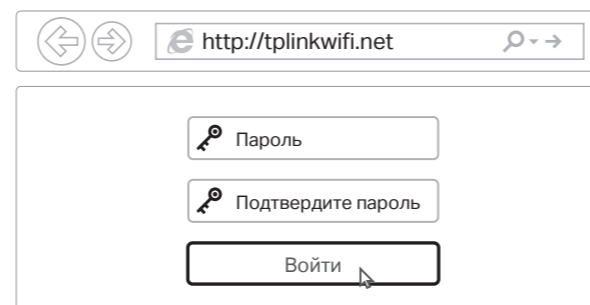 http://tplinkwifi.net
Пароль
Подтвердите пароль
Войти